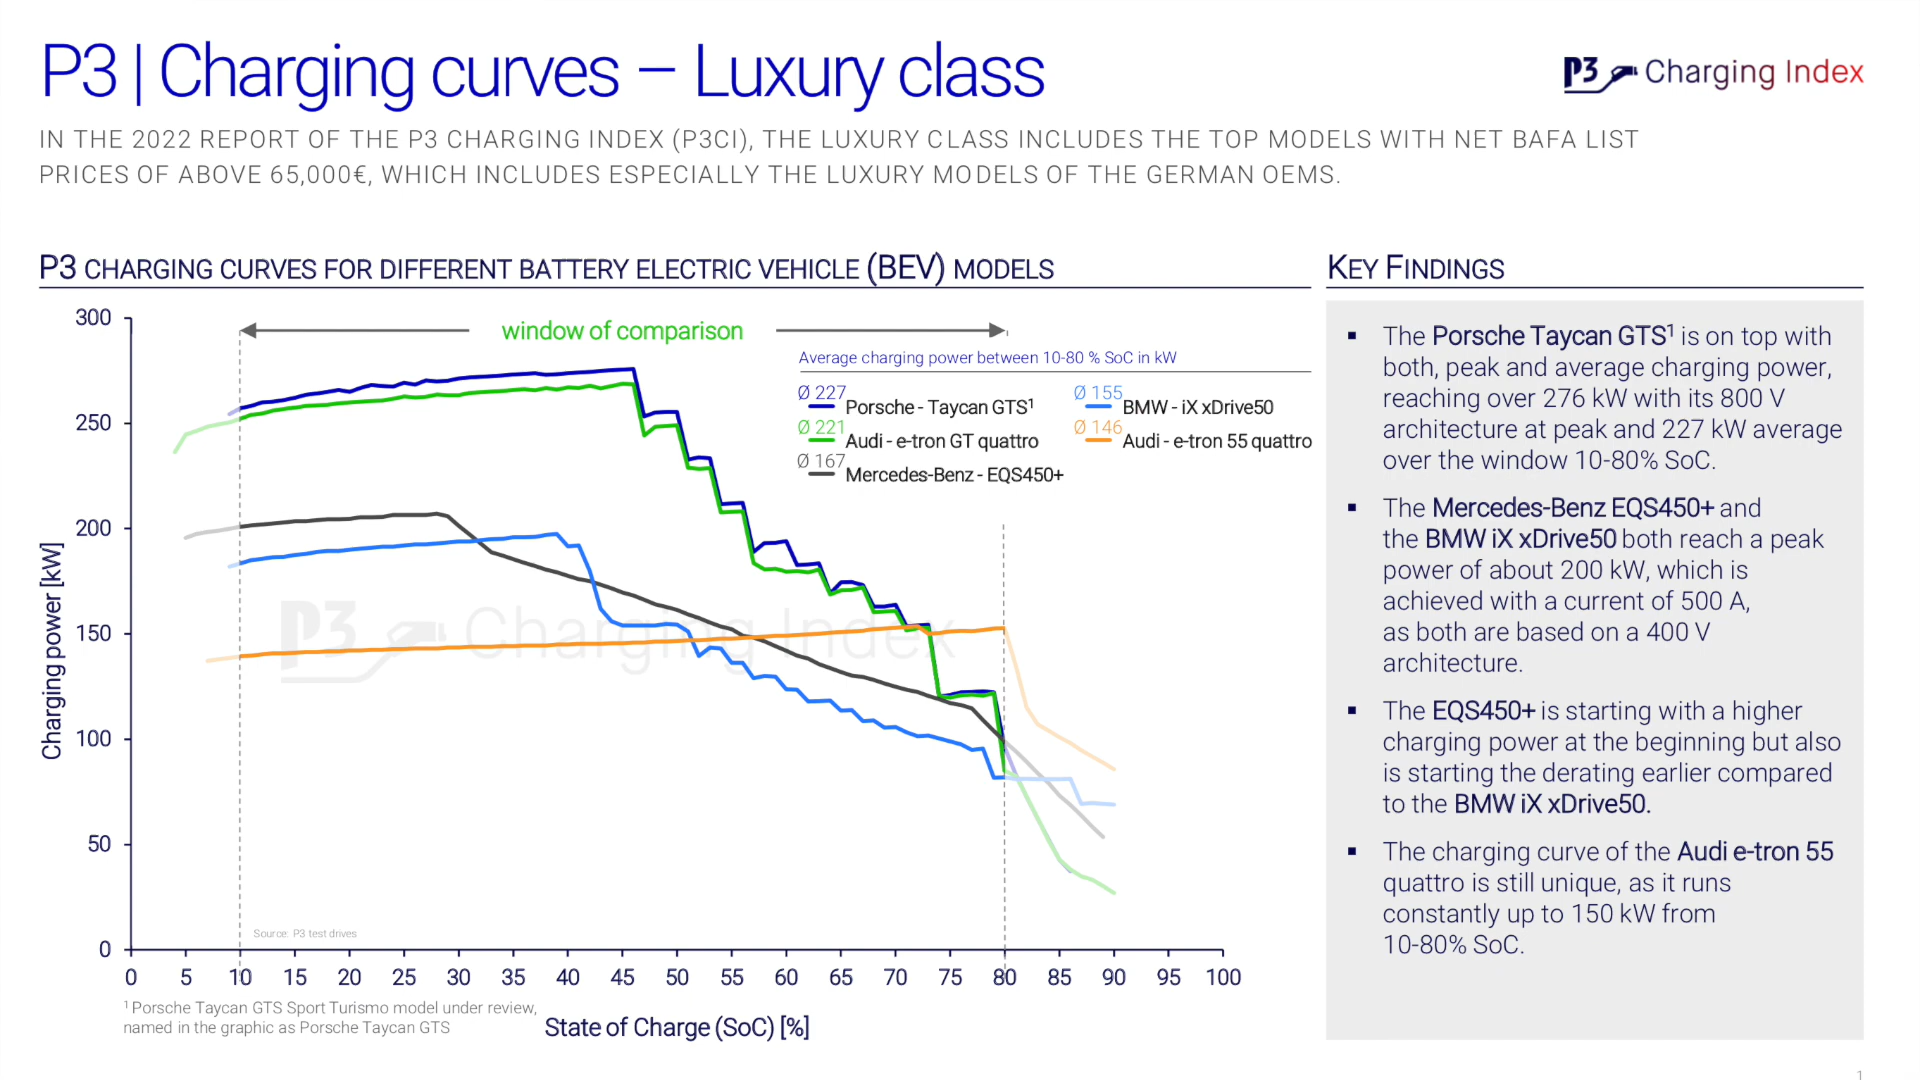 P3 | Charging curves – Luxury class
P3 Charging Index
IN THE 2022 REPORT OF THE P3 CHARGING INDEX (P3CI), THE LUXURY CLASS INCLUDES THE TOP MODELS WITH NET BAFA LIST
PRICES OF ABOVE 65,000€, WHICH INCLUDES ESPECIALLY THE LUXURY MODELS OF THE GERMAN OEMS.
P3 CHARGING CURVES FOR DIFFERENT BATTERY ELECTRIC VEHICLE (BEV) MODELS
window of comparison
Average charging power between 10-80 % SoC in kW
Ø 227
Porsche - Taycan GTS¹
Ø 155
BMW - iX xDrive50
Ø 221
Audi - e-tron GT quattro
Ø 146
Audi - e-tron 55 quattro
Ø 167
Mercedes-Benz - EQS450+
300
250
200
150
100
50
0
Charging power [kW]
P3 Charging Index
Source: P3 test drives
0 5 10 15 20 25 30 35 40 45 50 55 60 65 70 75 80 85 90 95 100
State of Charge (SoC) [%]
¹ Porsche Taycan GTS Sport Turismo model under review,
named in the graphic as Porsche Taycan GTS
KEY FINDINGS
▪ The Porsche Taycan GTS¹ is on top with
both, peak and average charging power,
reaching over 276 kW with its 800 V
architecture at peak and 227 kW average
over the window 10-80% SoC.
▪ The Mercedes-Benz EQS450+ and
the BMW iX xDrive50 both reach a peak
power of about 200 kW, which is
achieved with a current of 500 A,
as both are based on a 400 V
architecture.
▪ The EQS450+ is starting with a higher
charging power at the beginning but also
is starting the derating earlier compared
to the BMW iX xDrive50.
▪ The charging curve of the Audi e-tron 55
quattro is still unique, as it runs
constantly up to 150 kW from
10-80% SoC.
1